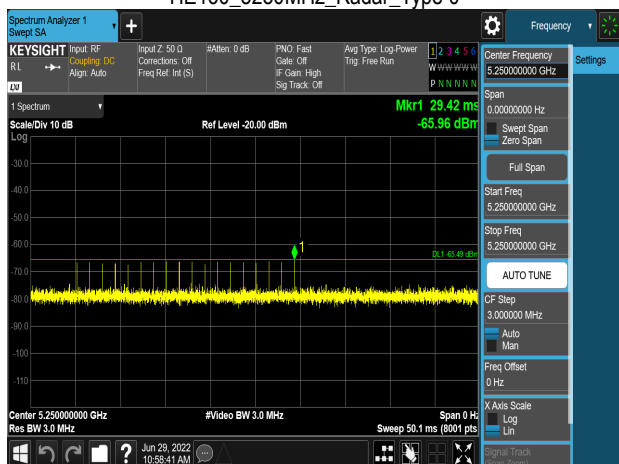 HE160_5250MHz_Radar_Type 0
Spectrum Analyzer 1
Swept SA
+
Frequency
KEYSIGHT
RL
Input: RF
Coupling: DC
Align: Auto
Input Z: 50 Ω
Corrections: Off
Freq Ref: Int (S)
#Atten: 0 dB
PNO: Fast
Gate: Off
IF Gain: High
Sig Track: Off
Avg Type: Log-Power
Trig: Free Run
1 2 3 4 5 6
W W W W W W
P N N N N N
LXI
1 Spectrum
Mkr1 29.42 ms
-65.96 dBm
Scale/Div 10 dB
Ref Level -20.00 dBm
Log
-30.0
-40.0
-50.0
-60.0
-70.0
-80.0
-90.0
-100
-110
1
DL1 -65.49 dBm
Center 5.250000000 GHz
Res BW 3.0 MHz
#Video BW 3.0 MHz
Span 0 Hz
Sweep 50.1 ms (8001 pts)
Jun 29, 2022
10:58:41 AM
?
Settings
Center Frequency
5.250000000 GHz
Span
0.00000000 Hz
Swept Span
Zero Span
Full Span
Start Freq
5.250000000 GHz
Stop Freq
5.250000000 GHz
AUTO TUNE
CF Step
3.000000 MHz
Auto
Man
Freq Offset
0 Hz
X Axis Scale
Log
Lin
Signal Track